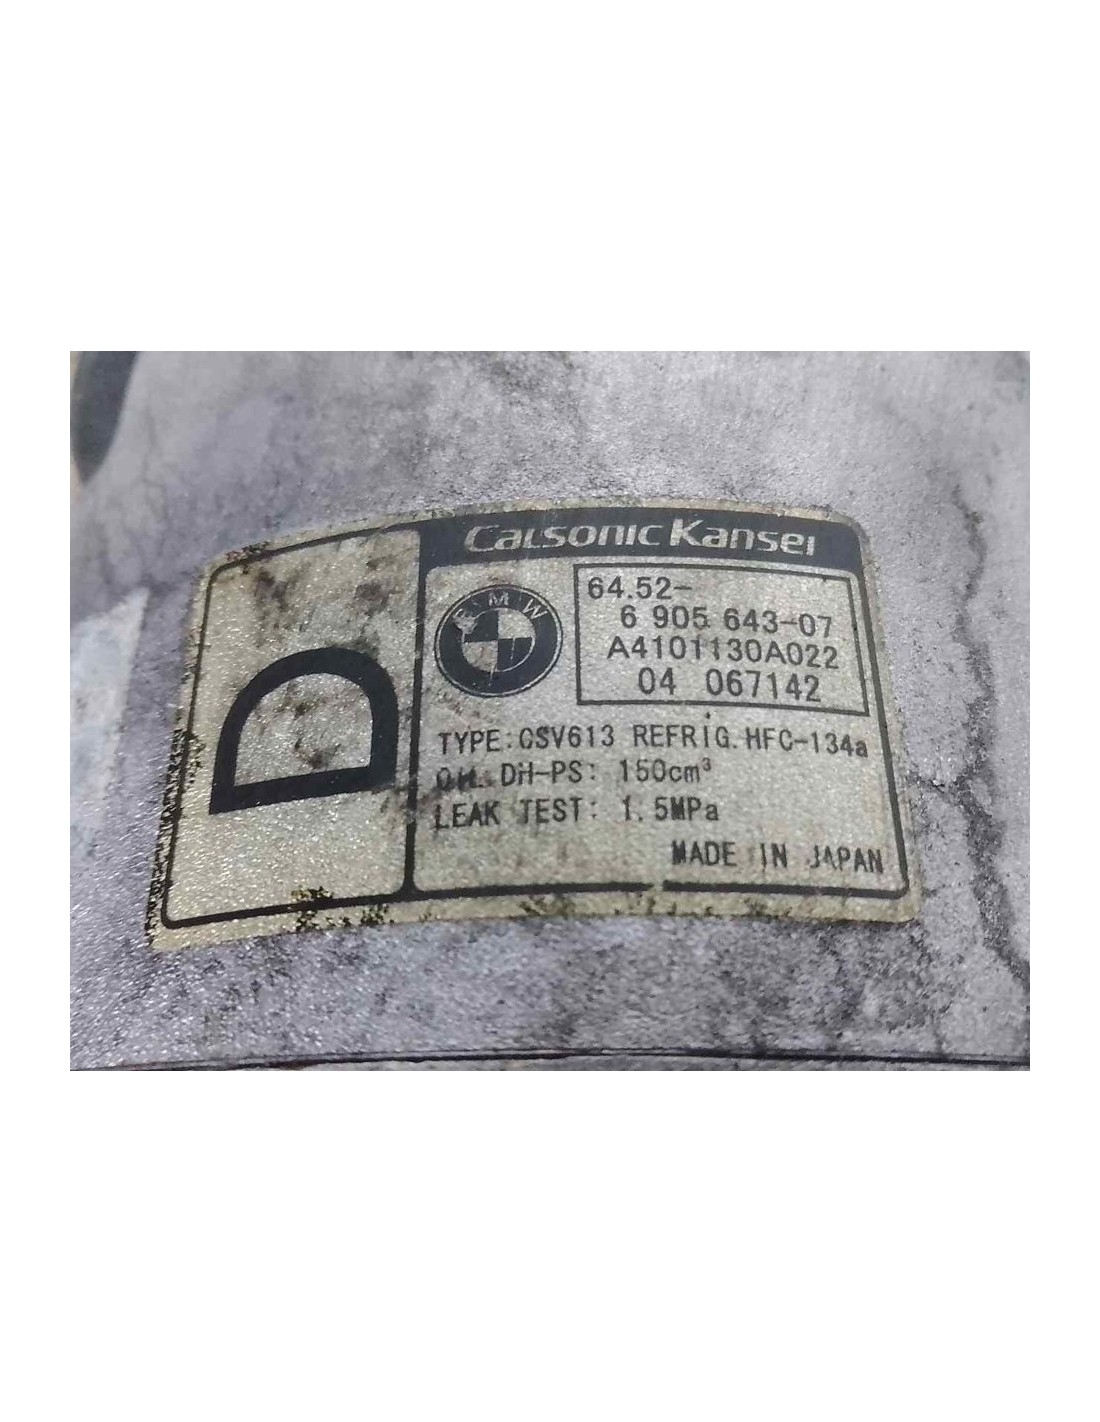 Calsonic Kansei
D
BMW
64.52-
6 905 643-07
A4101130A022
04 067142
TYPE:CSV613 REFRIG.HFC-134a
OIL DH-PS: 150cm³
LEAK TEST: 1.5MPa
MADE IN JAPAN